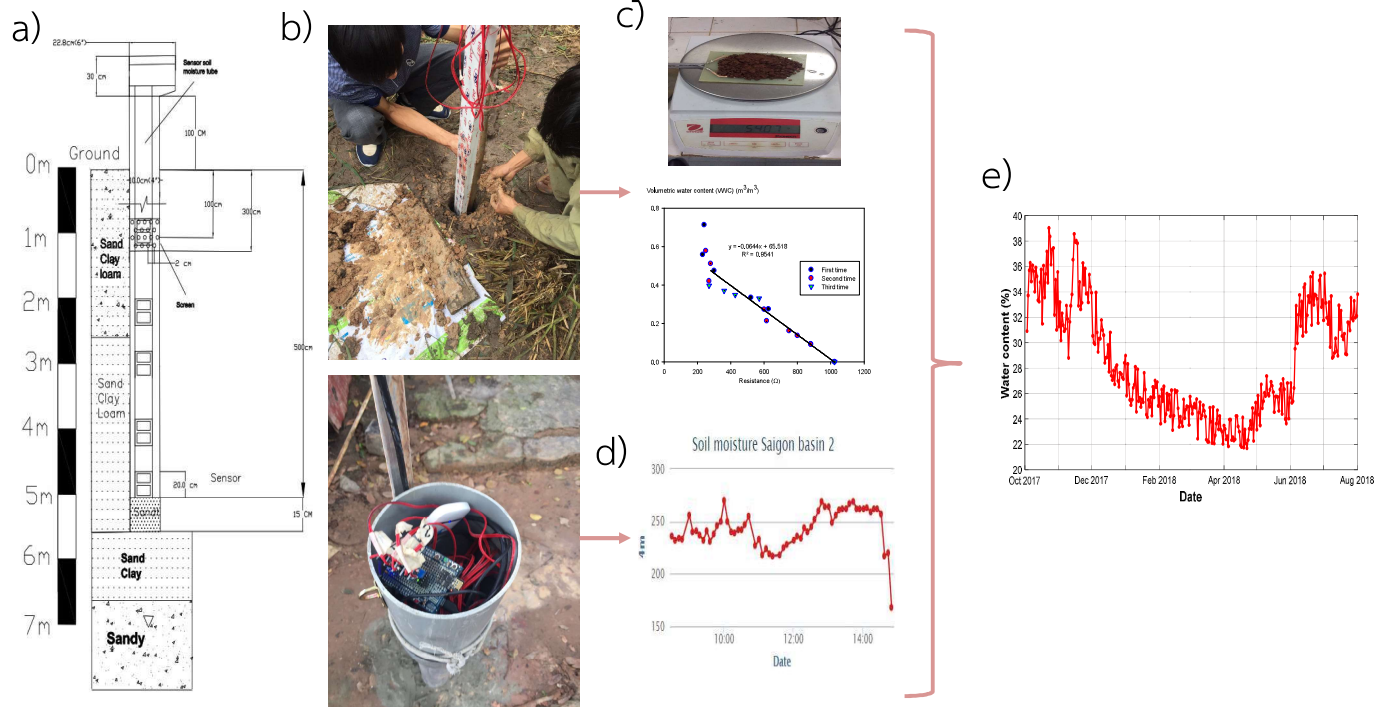 a)
22.8cm(6")
30 CM
Sensor soil
moisture tube
100 CM
Ground
0m
1m
2m
3m
4m
5m
6m
7m
10.0cm(4")
100cm
300cm
2 CM
Screen
Sand
Clay
loam
500cm
Sand
Clay
Loam
Sensor
20.0 cm
Sand
15 CM
Sand
Clay
Sandy
b)
c)
Volumetric water content (VWC) (m³/m³)
0,8
0,6
0,4
0,2
0,0
y = -0,0644x + 65,518
R² = 0,9541
First time
Second time
Third time
0
200
400
600
800
1000
1200
Resistance (Ω)
d)
Soil moisture Saigon basin 2
300
250
200
150
4m
10:00
12:00
14:00
Date
e)
40
38
36
34
32
30
28
26
24
22
20
Water content (%)
Oct 2017
Dec 2017
Feb 2018
Apr 2018
Jun 2018
Aug 2018
Date